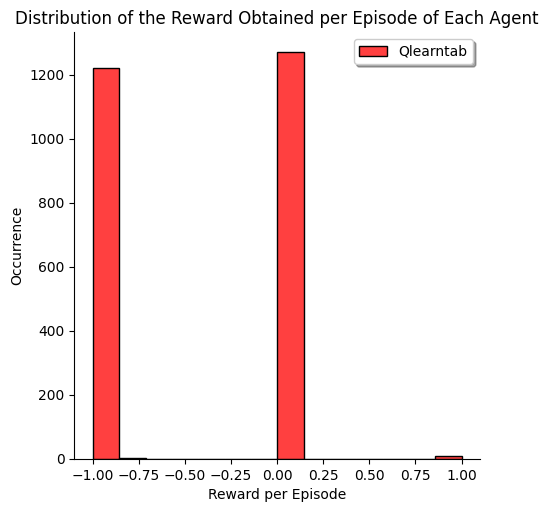 Distribution of the Reward Obtained per Episode of Each Agent
Qlearntab
1200
1000
800
600
400
200
0
Occurrence
−1.00 −0.75 −0.50 −0.25 0.00 0.25 0.50 0.75 1.00
Reward per Episode